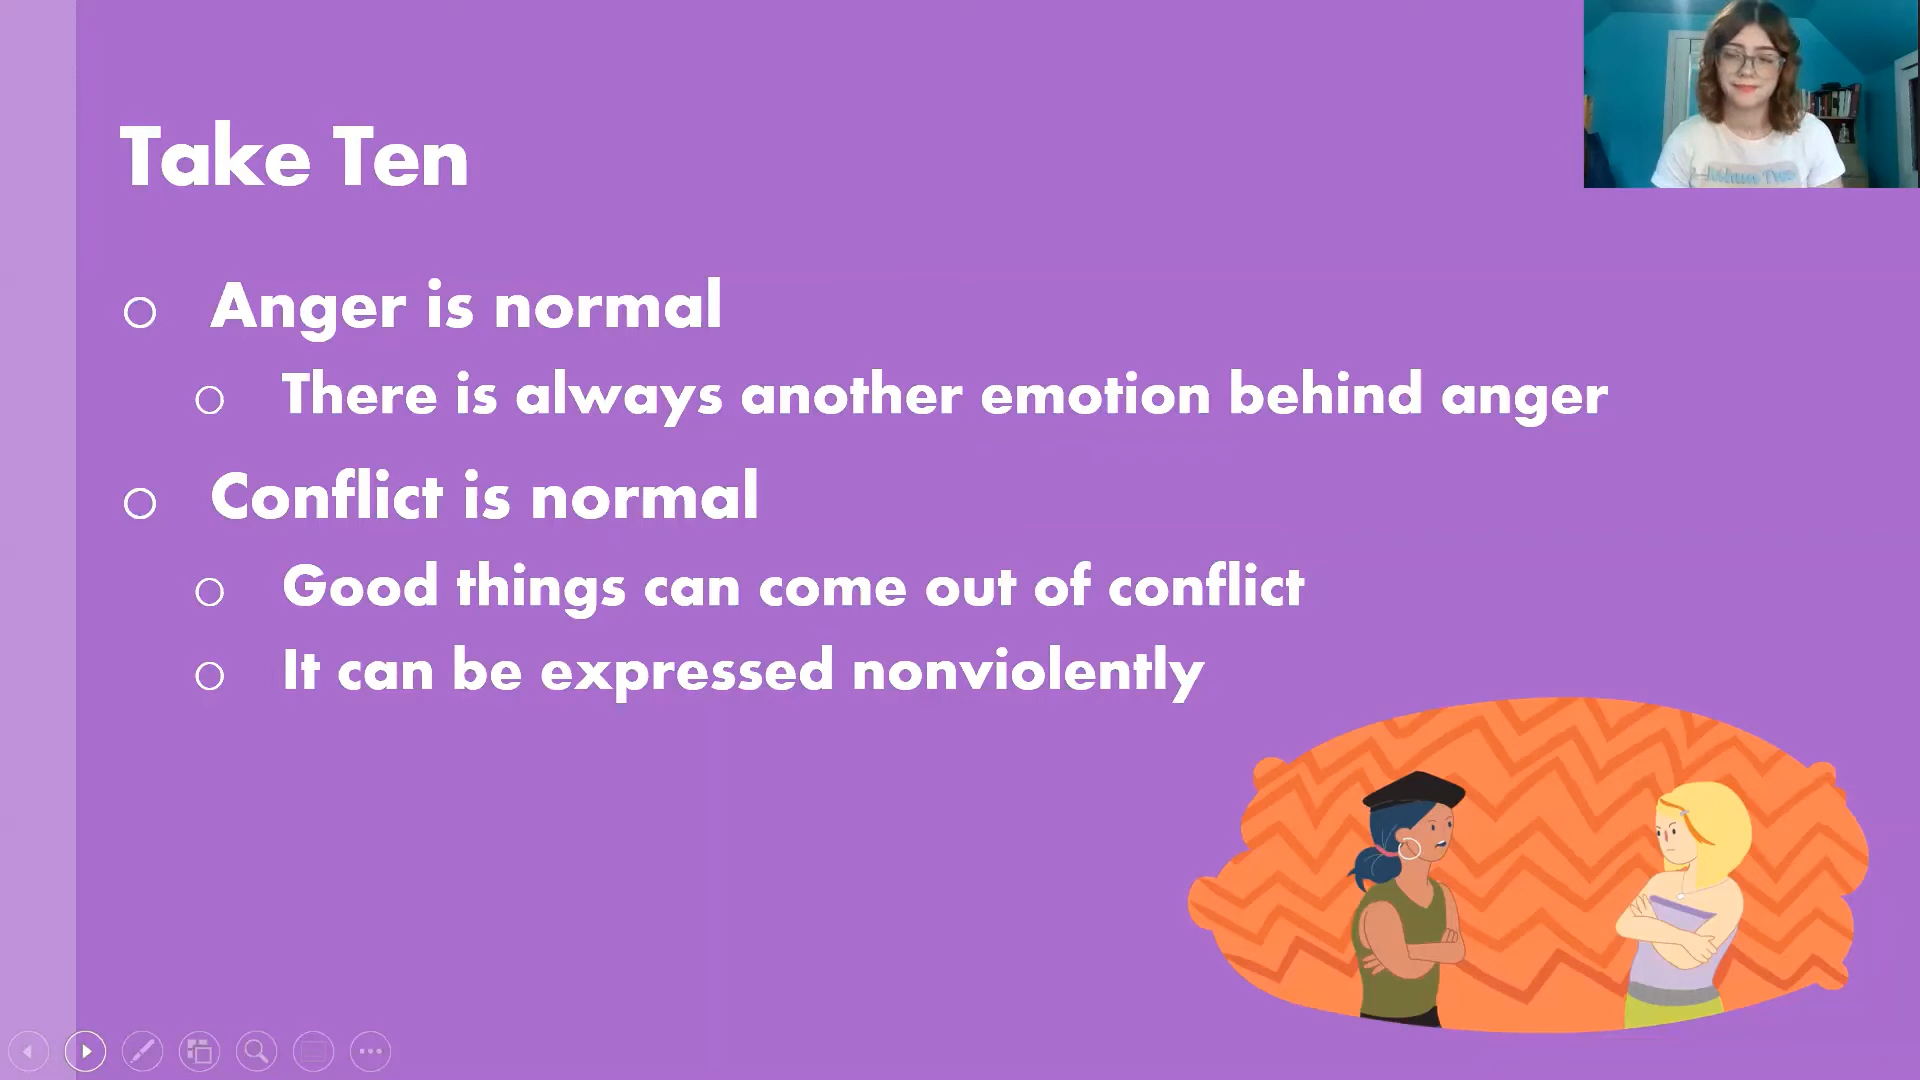 Take Ten
Anger is normal
There is always another emotion behind anger
Conflict is normal
Good things can come out of conflict
It can be expressed nonviolently